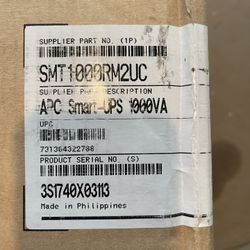 SUPPLIER PART NO. (1P)
SMT1000RM2UC
SUPPLIER PART DESCRIPTION
APC Smart-UPS 1000VA
UPC
731304322788
PRODUCT SERIAL NO. (S)
3S1740X03113
Made in Philippines